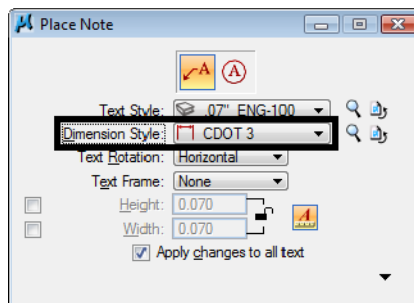 Place Note
A A
Text Style: .07" ENG-100
Dimension Style: CDOT 3
Text Rotation: Horizontal
Text Frame: None
Height: 0.070
Width: 0.070
A
Apply changes to all text